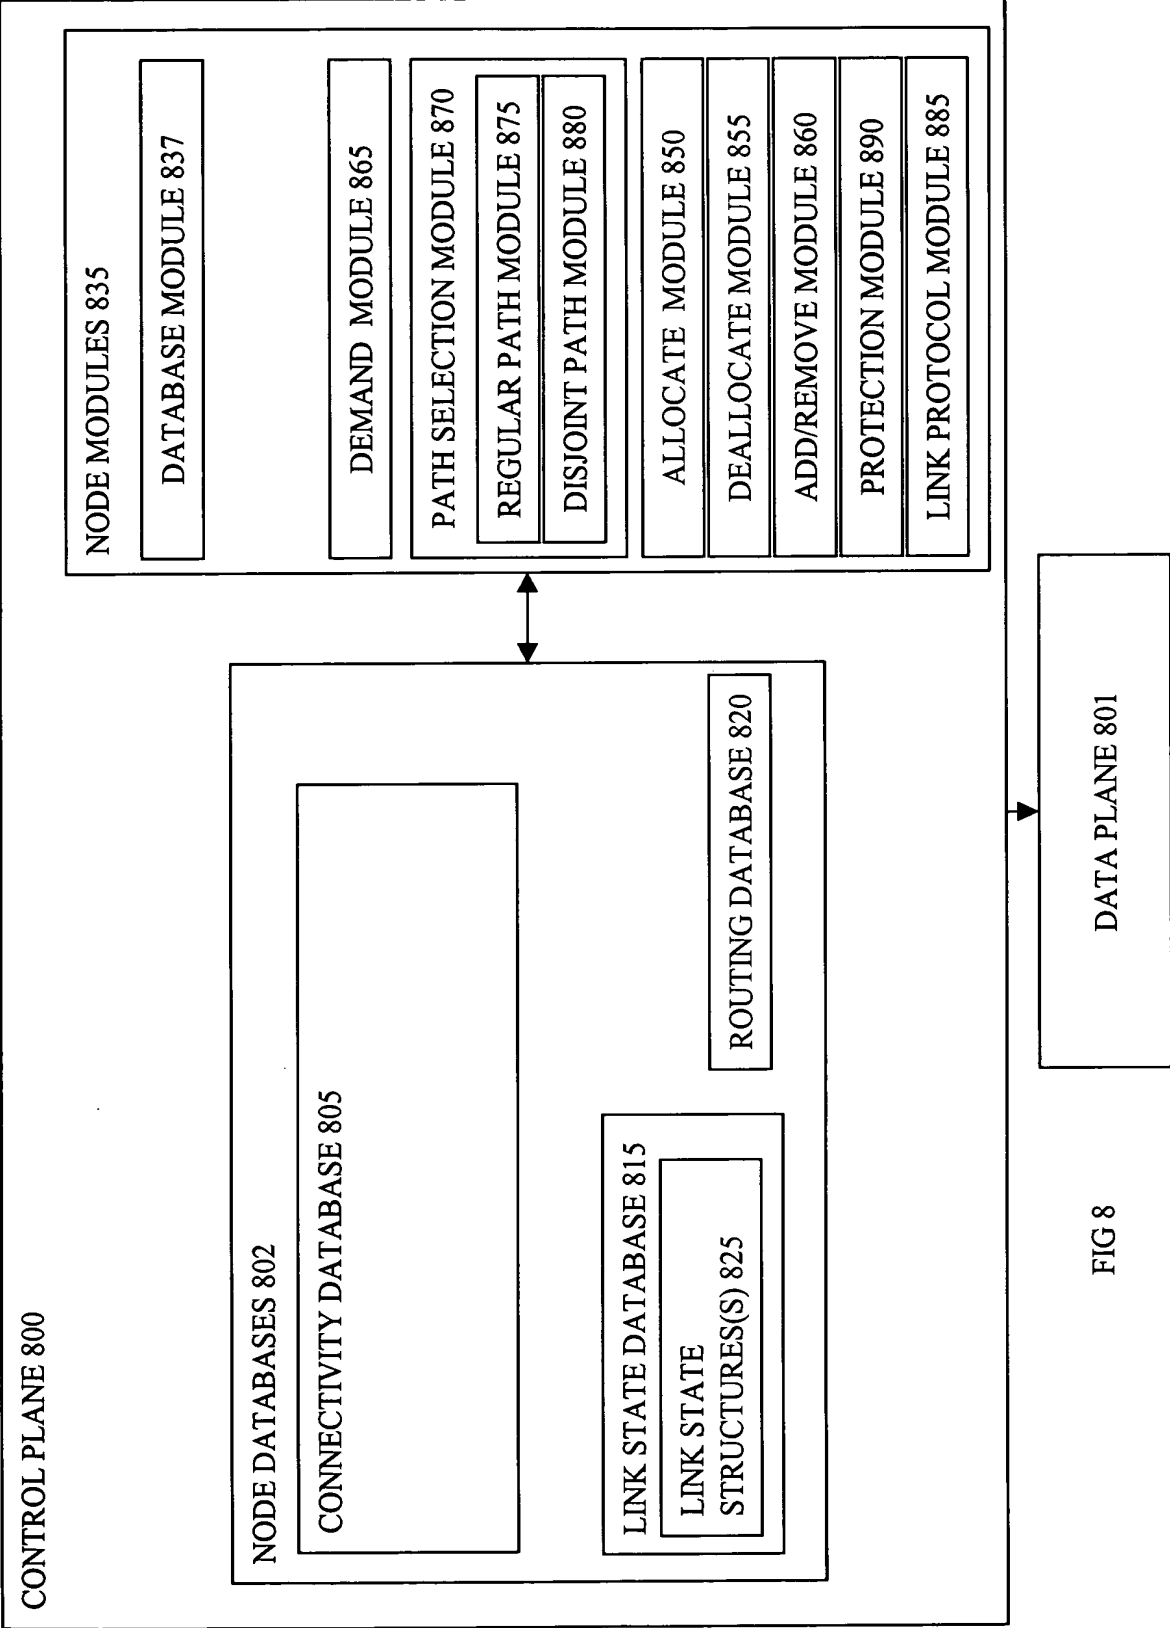 CONTROL PLANE 800
NODE DATABASES 802
CONNECTIVITY DATABASE 805
LINK STATE DATABASE 815
LINK STATE
STRUCTURES(S) 825
ROUTING DATABASE 820
NODE MODULES 835
DATABASE MODULE 837
DEMAND MODULE 865
PATH SELECTION MODULE 870
REGULAR PATH MODULE 875
DISJOINT PATH MODULE 880
ALLOCATE MODULE 850
DEALLOCATE MODULE 855
ADD/REMOVE MODULE 860
PROTECTION MODULE 890
LINK PROTOCOL MODULE 885
DATA PLANE 801
FIG 8